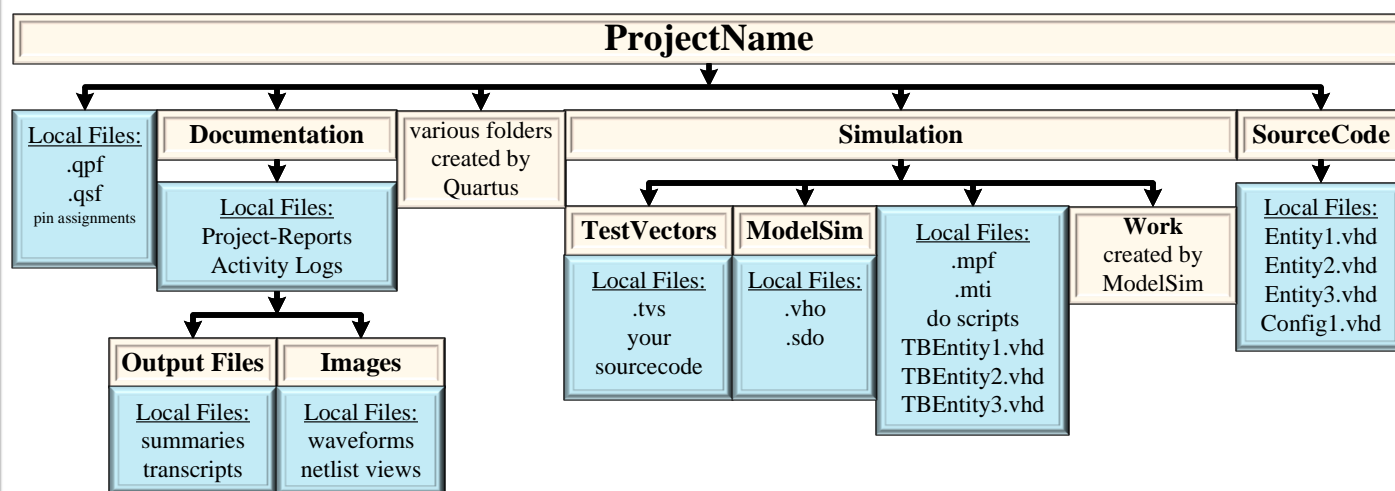 ProjectName
Local Files:
.qpf
.qsf
pin assignments
Documentation
Local Files:
Project-Reports
Activity Logs
Output Files
Local Files:
summaries
transcripts
Images
Local Files:
waveforms
netlist views
various folders
created by
Quartus
Simulation
TestVectors
Local Files:
.tvs
your
sourcecode
ModelSim
Local Files:
.vho
.sdo
Local Files:
.mpf
.mti
do scripts
TBEntity1.vhd
TBEntity2.vhd
TBEntity3.vhd
Work
created by
ModelSim
SourceCode
Local Files:
Entity1.vhd
Entity2.vhd
Entity3.vhd
Config1.vhd